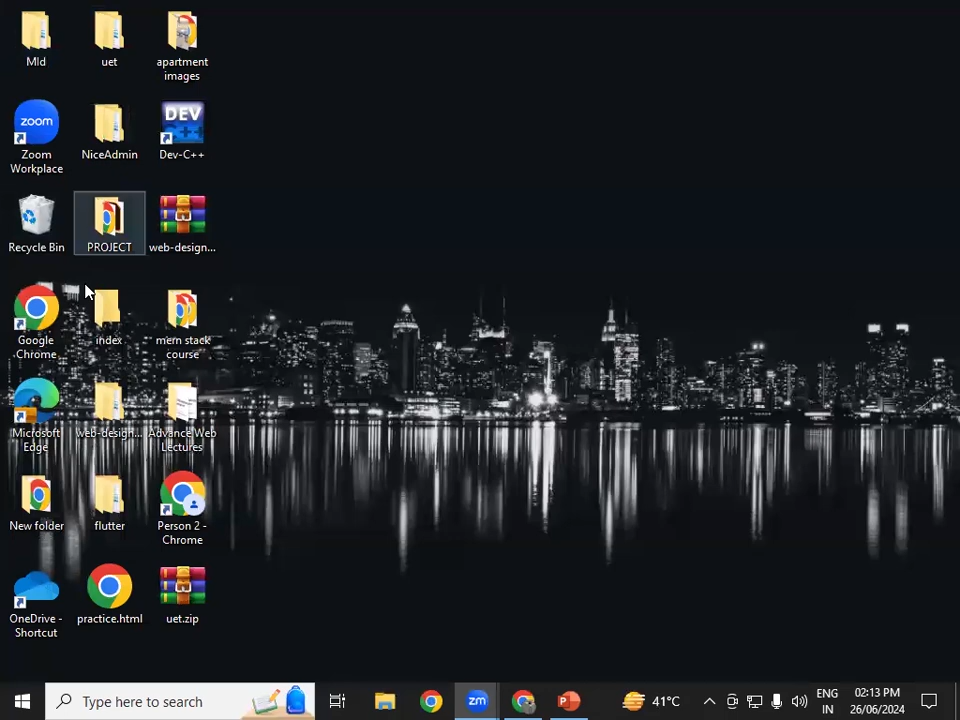 Mld
uet
apartment
images
zoom
DEV
C++
Zoom
Workplace
NiceAdmin
Dev-C++
Recycle Bin
PROJECT
web-design...
Google
Chrome
index
mern stack
course
Microsoft
Edge
web-design...
Advance Web
Lectures
New folder
flutter
Person 2 -
Chrome
OneDrive -
Shortcut
practice.html
uet.zip
Type here to search
zm
41°C
ENG
IN
02:13 PM
26/06/2024